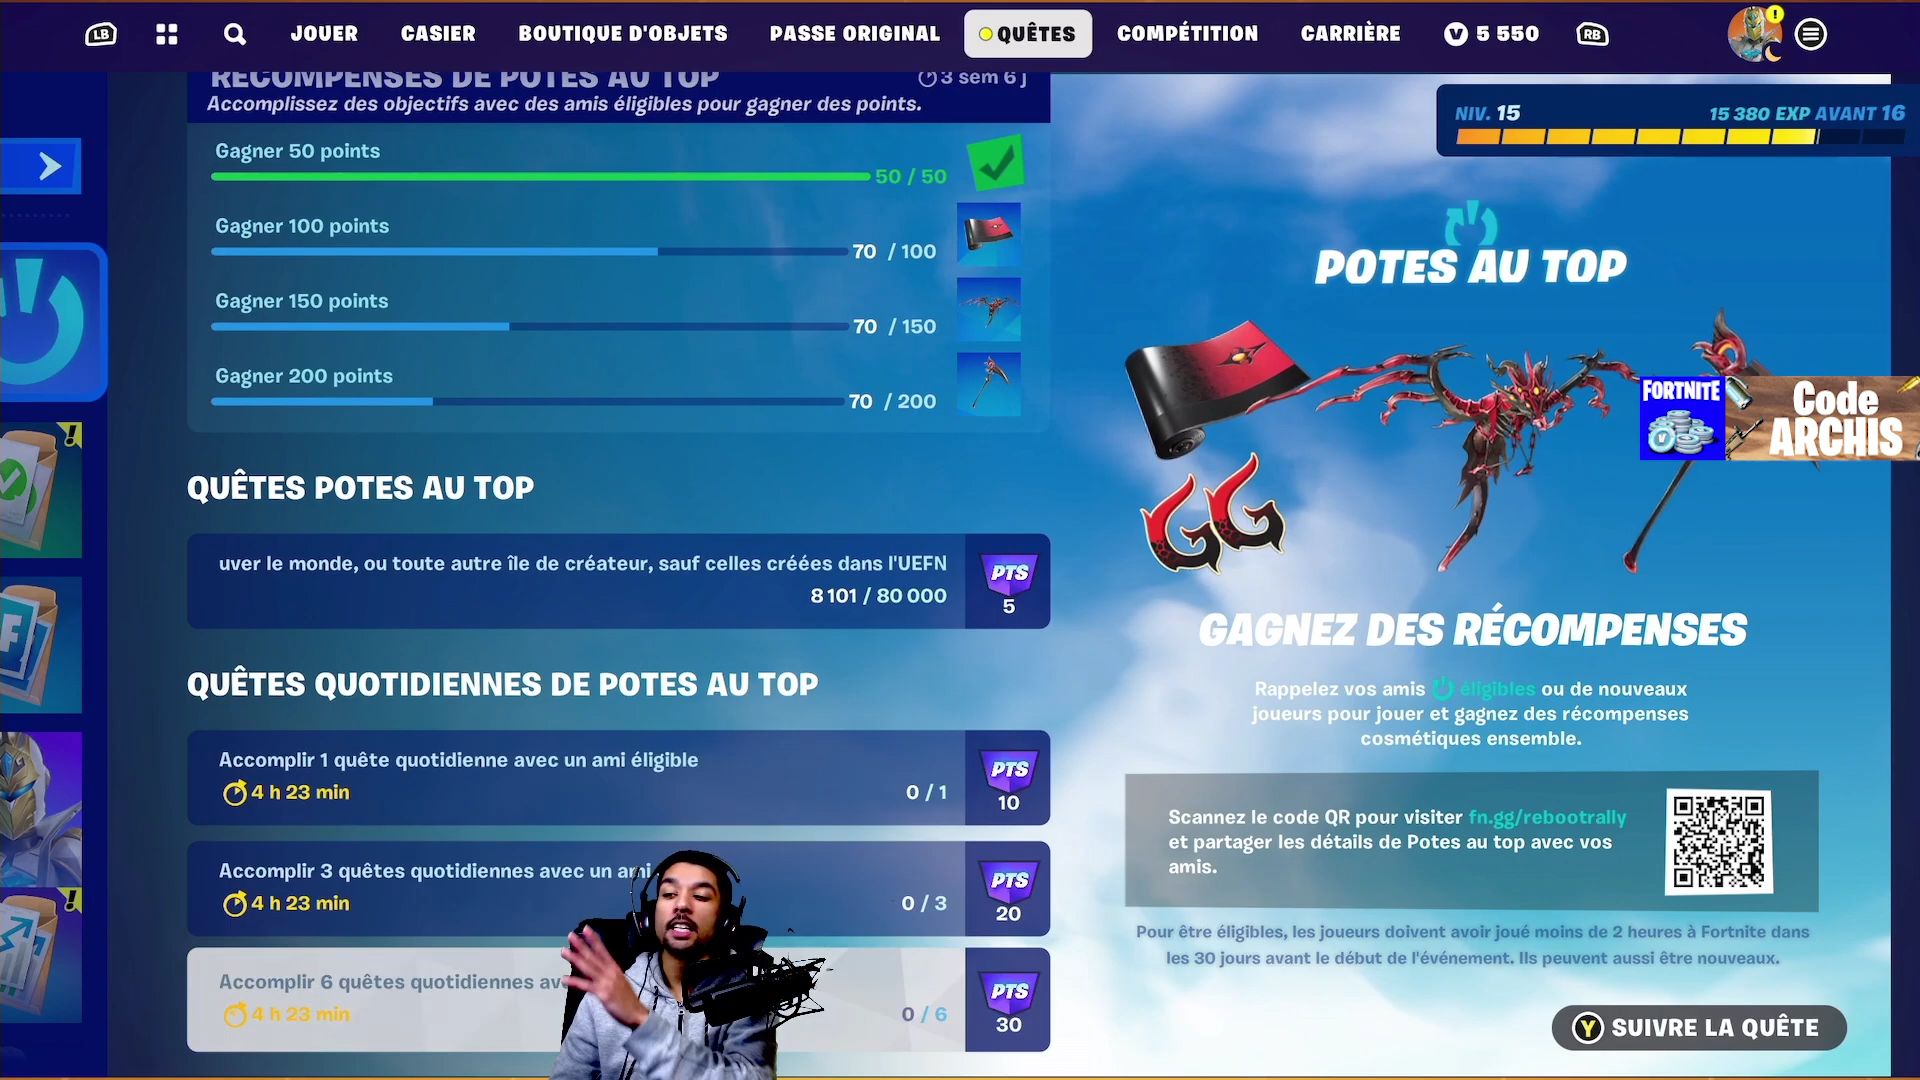 LB
JOUER
CASIER
BOUTIQUE D'OBJETS
PASSE ORIGINAL
QUÊTES
COMPÉTITION
CARRIÈRE
V 5 550
RB
!
RÉCOMPENSES DE POTES AU TOP
3 sem 6 j
Accomplissez des objectifs avec des amis éligibles pour gagner des points.
Gagner 50 points
50 / 50
Gagner 100 points
70 / 100
Gagner 150 points
70 / 150
Gagner 200 points
70 / 200
QUÊTES POTES AU TOP
uver le monde, ou toute autre île de créateur, sauf celles créées dans l'UEFN
8 101 / 80 000
PTS
5
QUÊTES QUOTIDIENNES DE POTES AU TOP
Accomplir 1 quête quotidienne avec un ami éligible
4 h 23 min
0 / 1
PTS
10
Accomplir 3 quêtes quotidiennes avec un ami
4 h 23 min
0 / 3
PTS
20
Accomplir 6 quêtes quotidiennes av
4 h 23 min
0 / 6
PTS
30
NIV. 15
15 380 EXP AVANT 16
POTES AU TOP
GG
FORTNITE
V
Code
ARCHIS
GAGNEZ DES RÉCOMPENSES
Rappelez vos amis éligibles ou de nouveaux
joueurs pour jouer et gagnez des récompenses
cosmétiques ensemble.
Scannez le code QR pour visiter fn.gg/rebootrally
et partager les détails de Potes au top avec vos
amis.
Pour être éligibles, les joueurs doivent avoir joué moins de 2 heures à Fortnite dans
les 30 jours avant le début de l'événement. Ils peuvent aussi être nouveaux.
Y SUIVRE LA QUÊTE